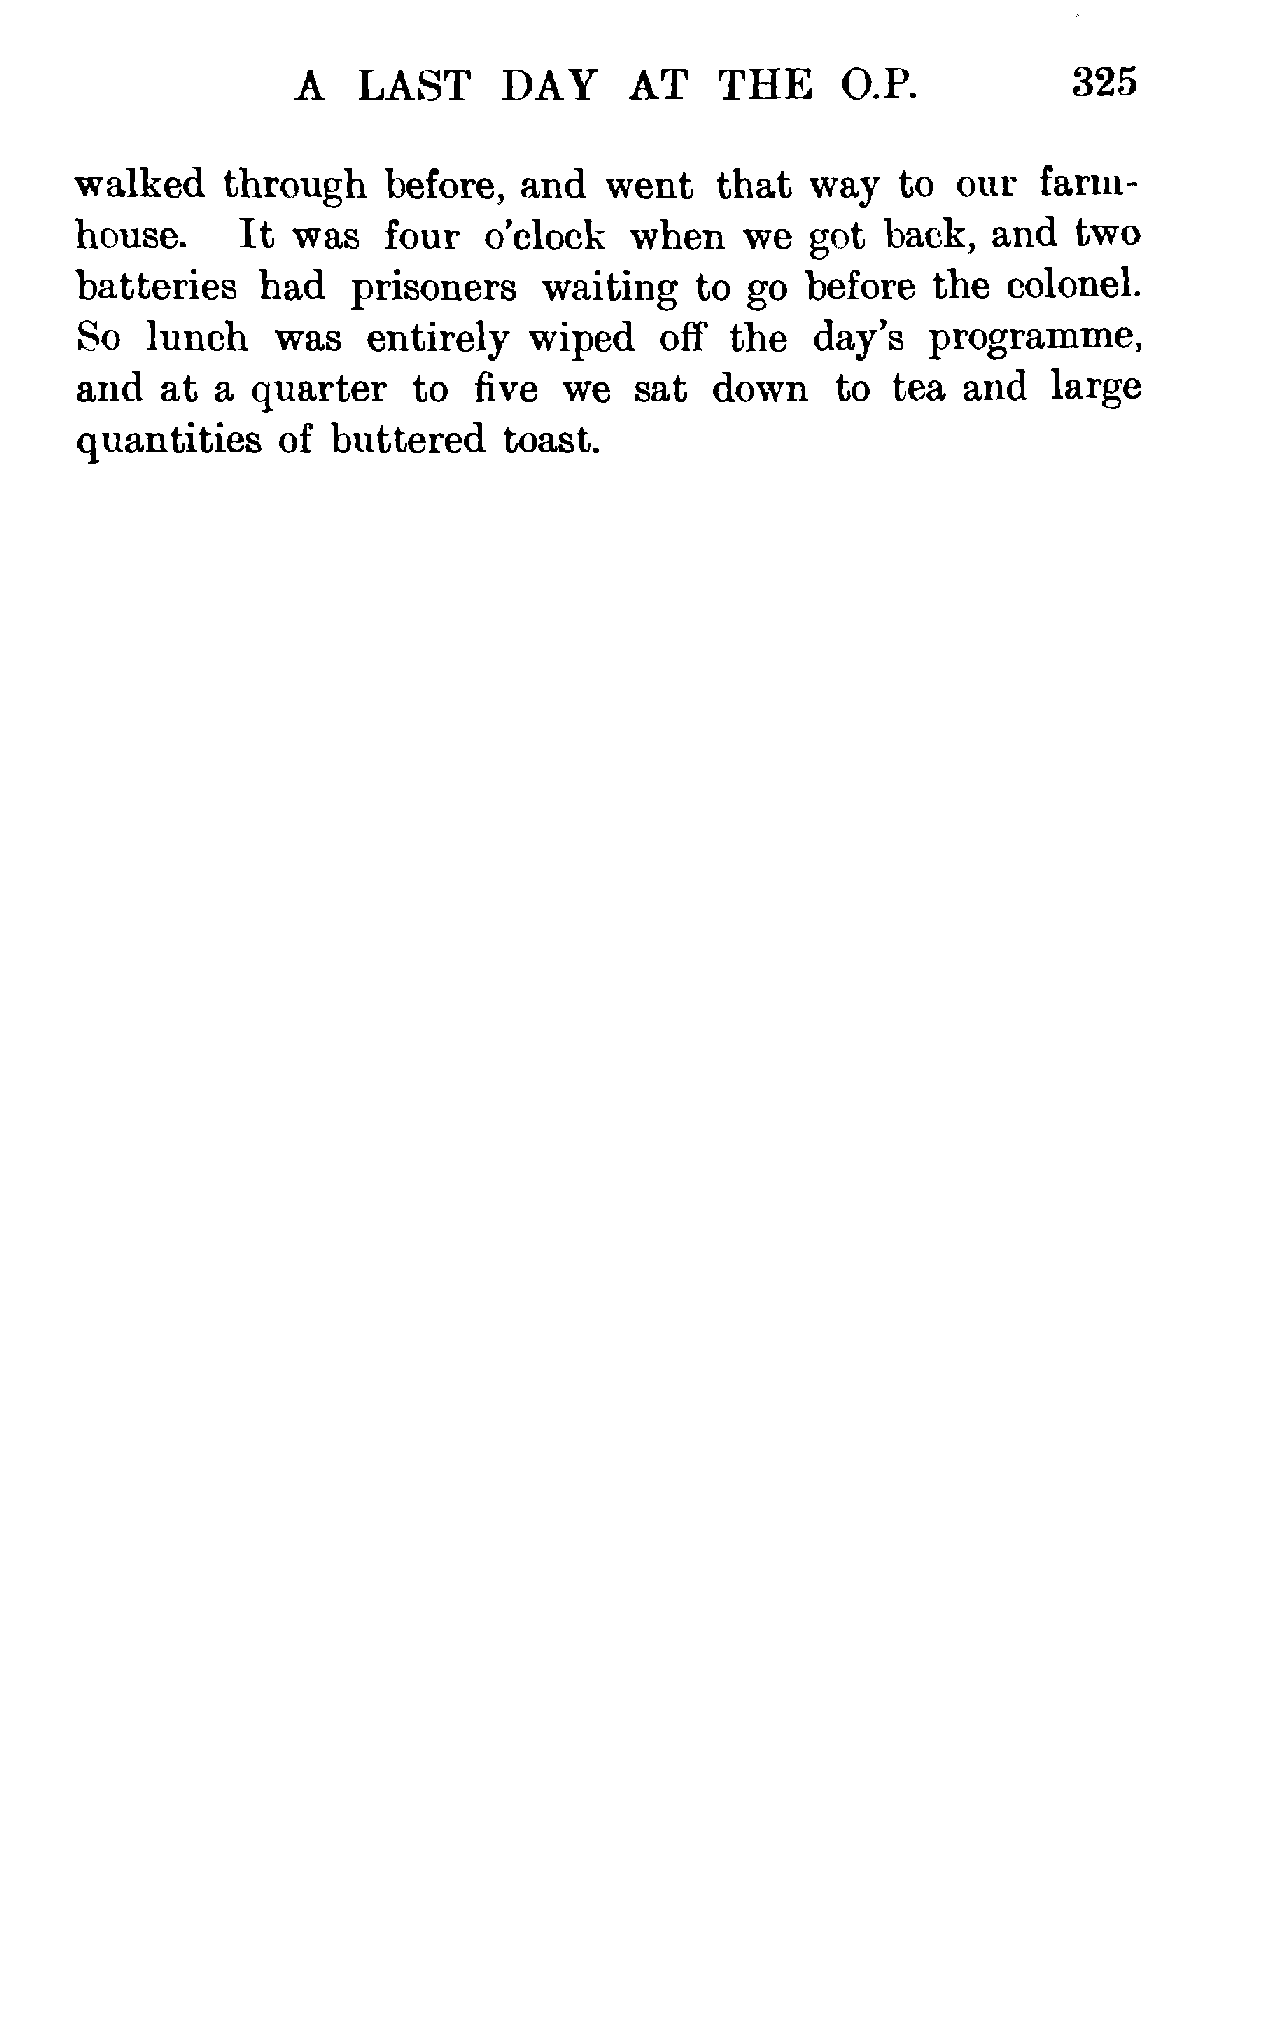 A LAST DAY AT THE O.P. 325
walked through before, and went that way to our farm-
house. It was four o'clock when we got back, and two
batteries had prisoners waiting to go before the colonel.
So lunch was entirely wiped off the day's programme,
and at a quarter to five we sat down to tea and large
quantities of buttered toast.